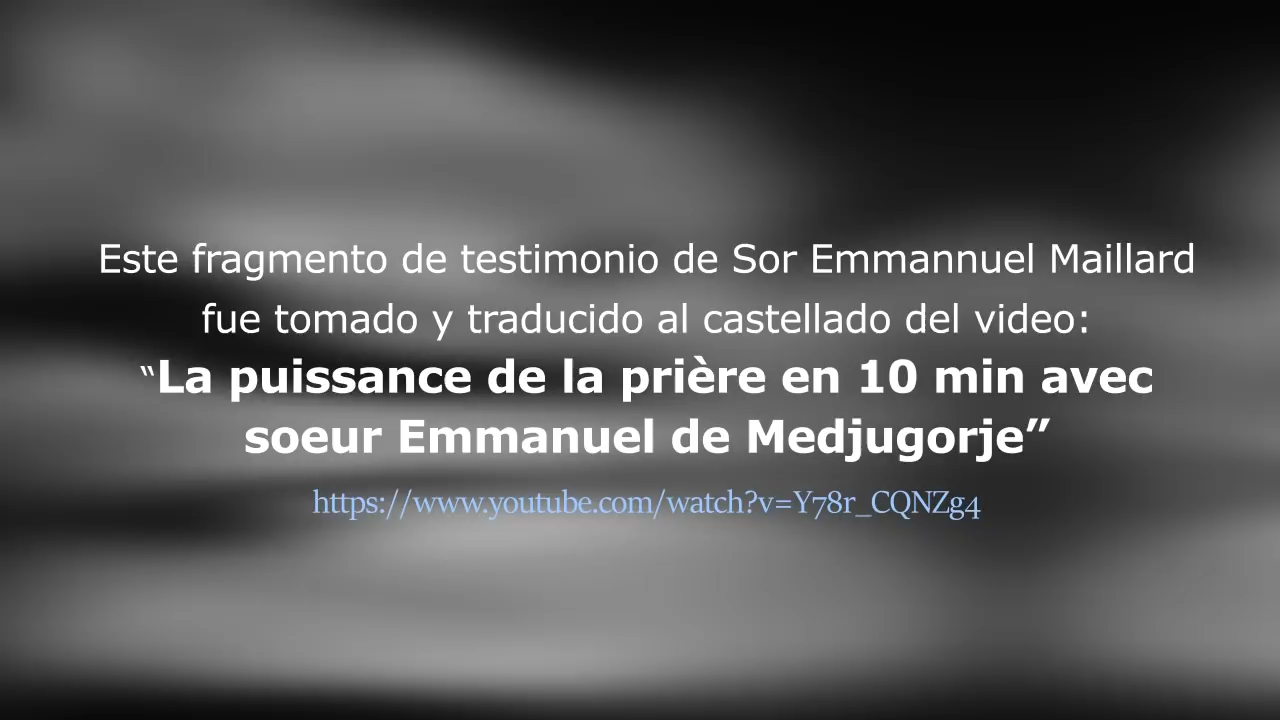 Este fragmento de testimonio de Sor Emmannuel Maillard
fue tomado y traducido al castellado del video:
“La puissance de la prière en 10 min avec
soeur Emmanuel de Medjugorje”
https://www.youtube.com/watch?v=Y78r_CQNZg4